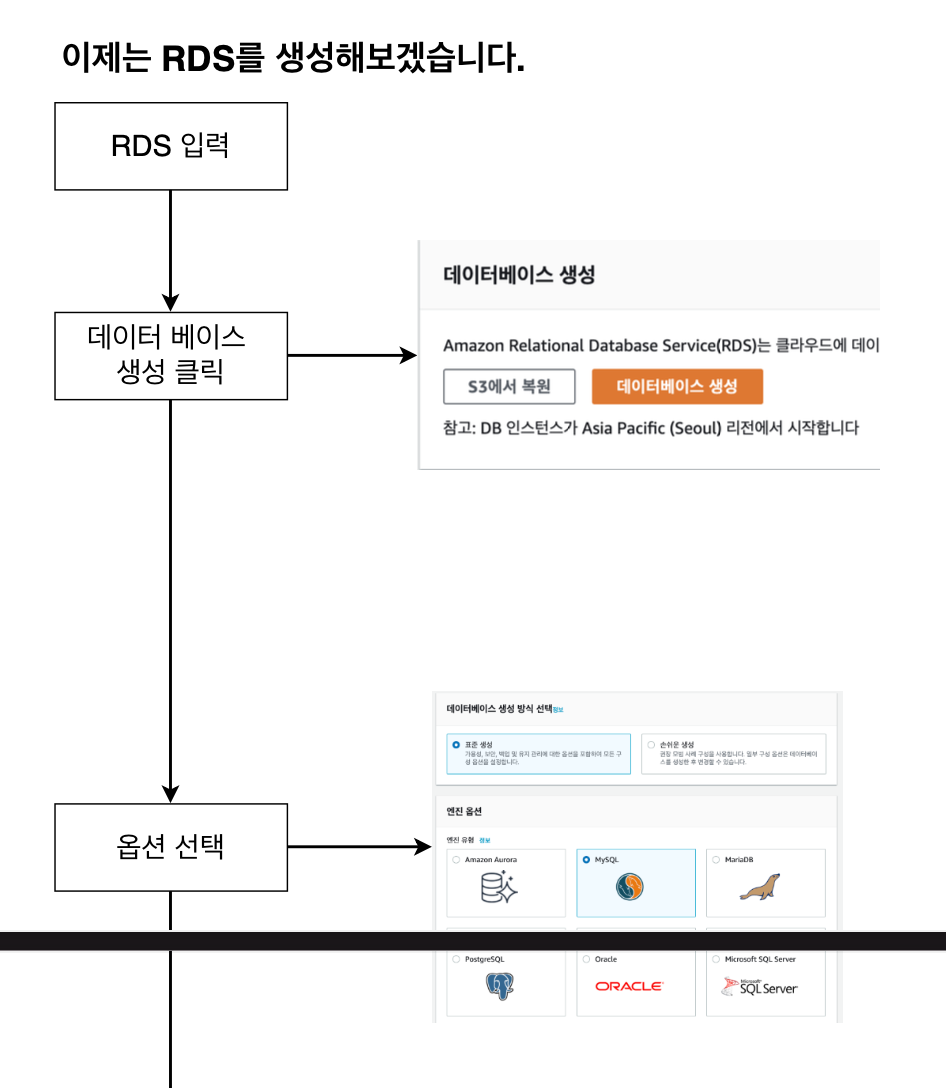 이제는 RDS를 생성해보겠습니다.
RDS 입력
데이터 베이스
생성 클릭
데이터베이스 생성
Amazon Relational Database Service(RDS)는 클라우드에 데이
S3에서 복원
데이터베이스 생성
참고: DB 인스턴스가 Asia Pacific (Seoul) 리전에서 시작합니다
옵션 선택
데이터베이스 생성 방식 선택 정보
표준 생성
가용성, 보안, 백업 및 유지 관리에 대한 옵션을 포함하여 모든 구
성 옵션을 설정합니다.
손쉬운 생성
권장 모범 사례 구성을 사용합니다. 일부 구성 옵션은 데이터베이
스를 생성한 후 변경할 수 있습니다.
엔진 옵션
엔진 유형 정보
Amazon Aurora
MySQL
MariaDB
PostgreSQL
Oracle
Microsoft SQL Server
ORACLE
Microsoft
SQL Server